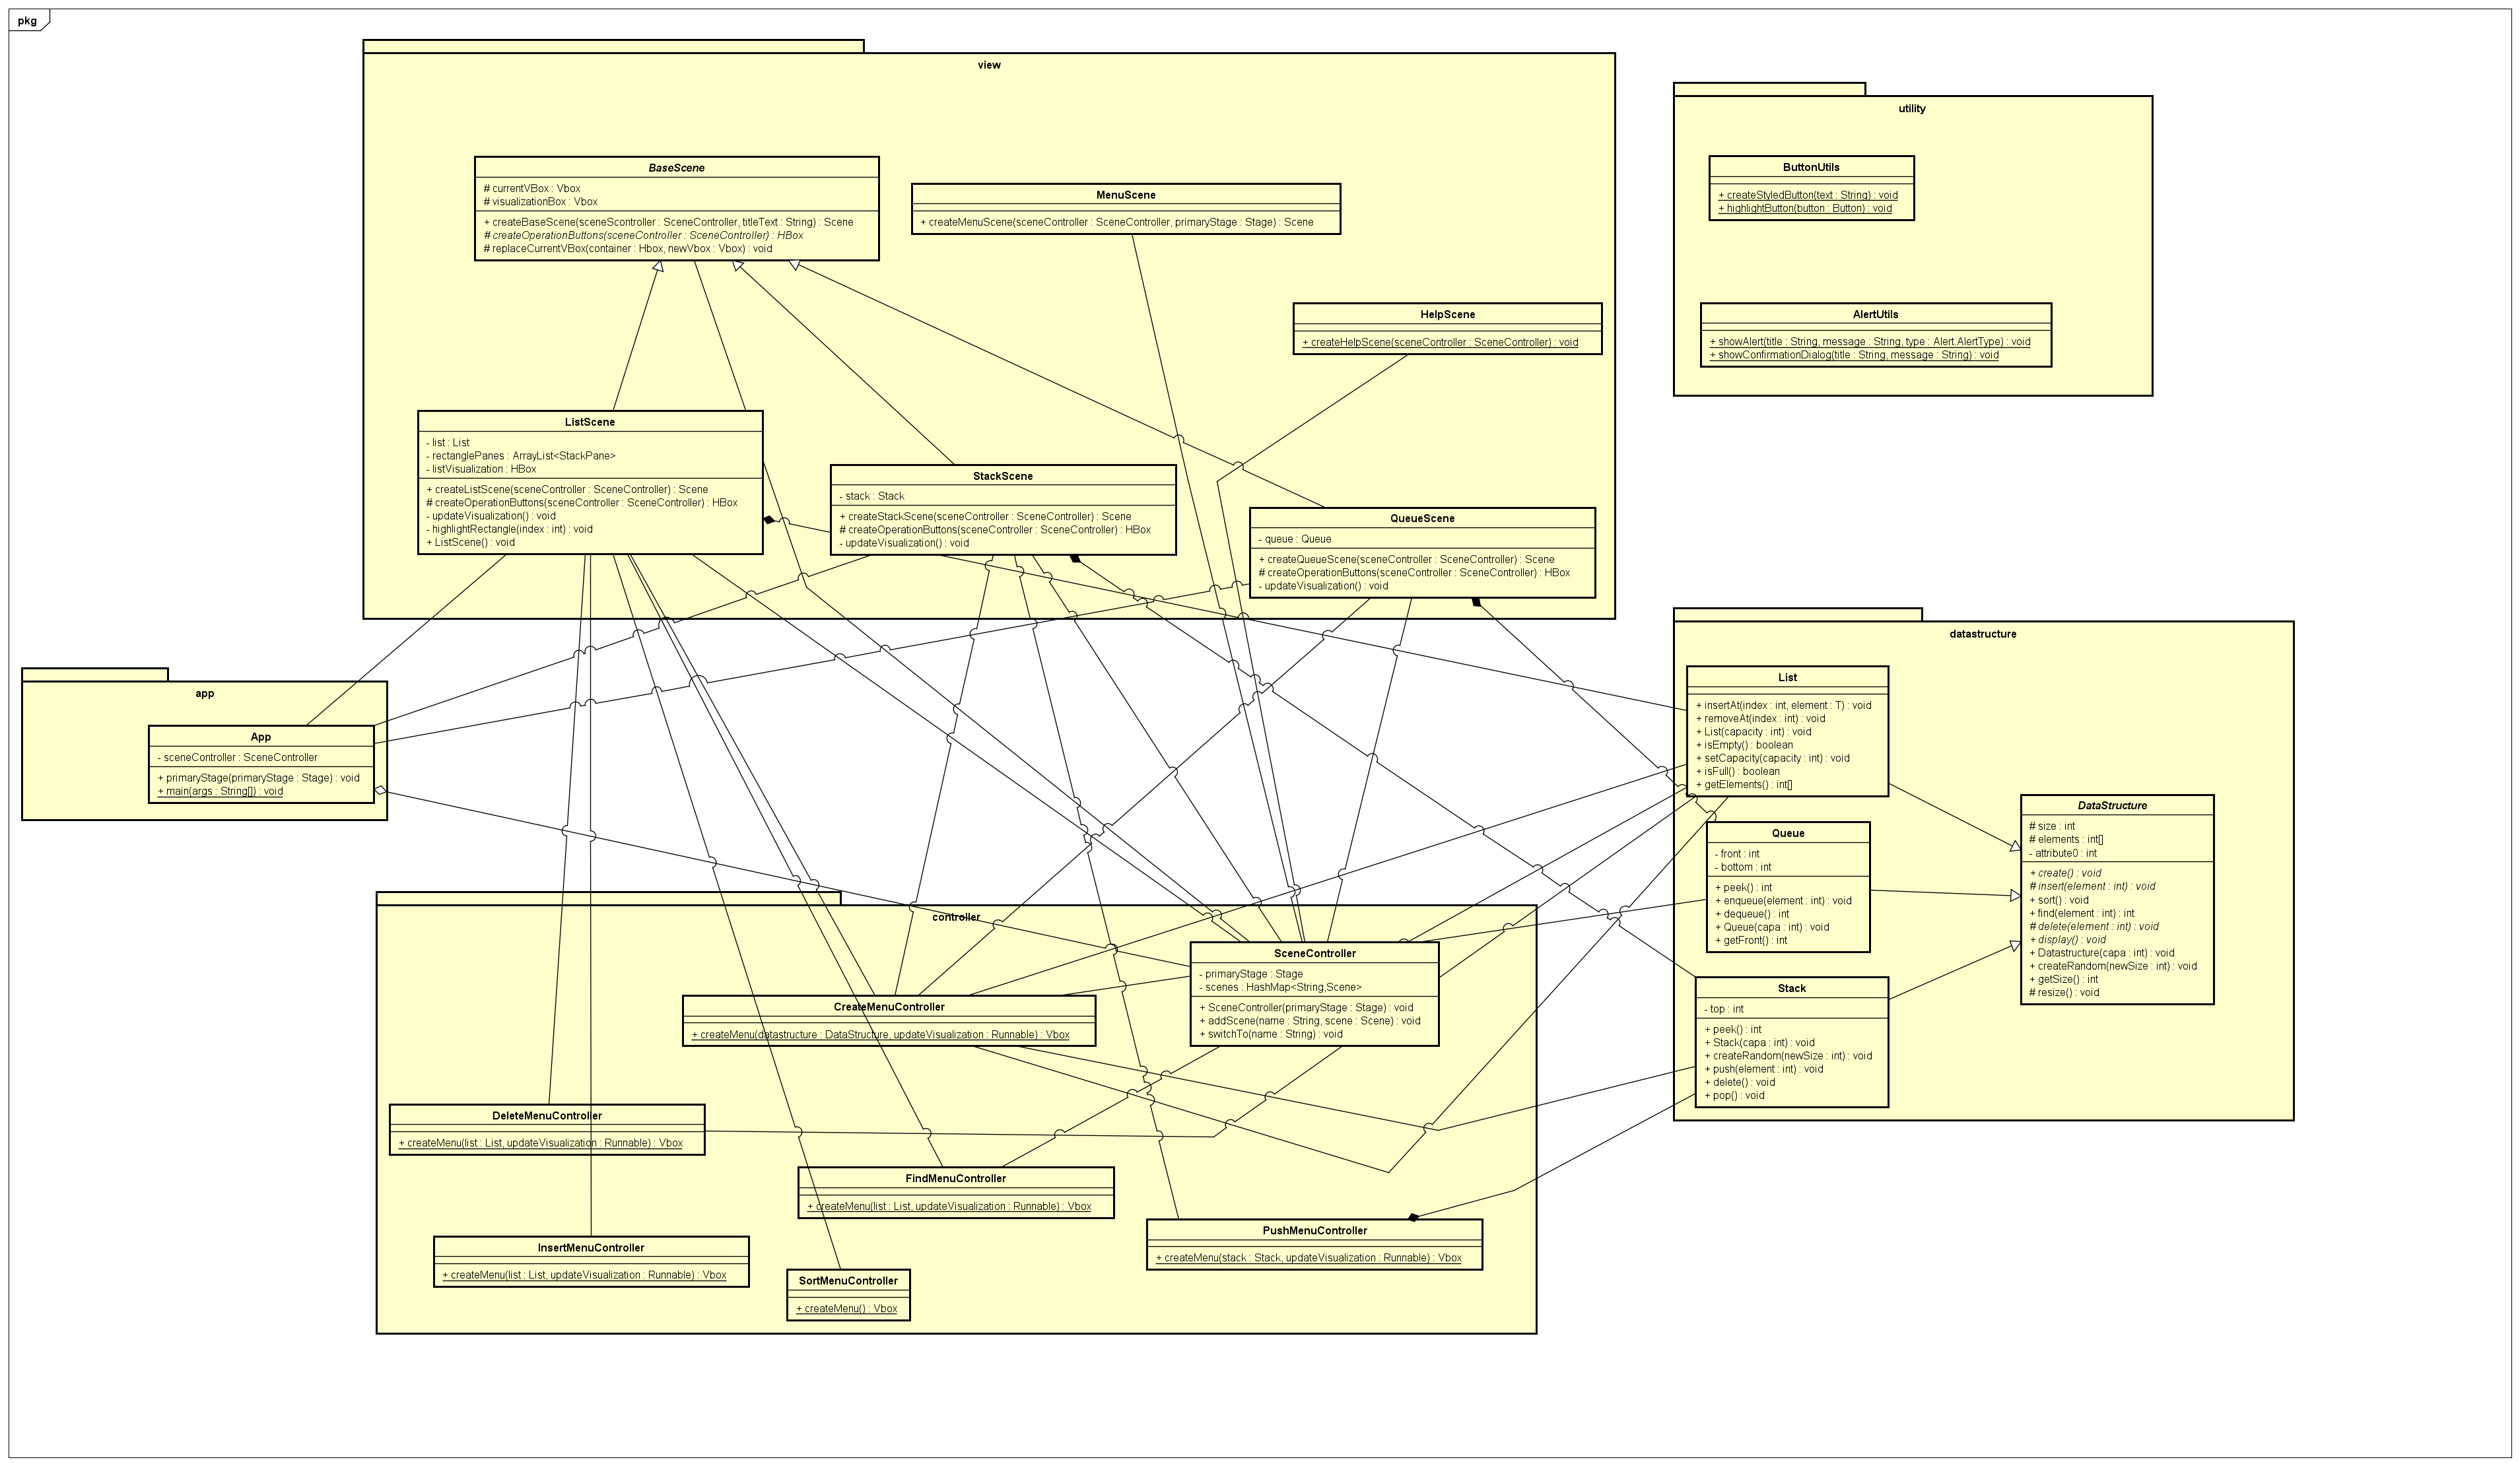 pkg
view
BaseScene
# currentVBox : Vbox
# visualizationBox : Vbox
+ createBaseScene(sceneScontroller : SceneController, titleText : String) : Scene
# createOperationButtons(sceneController : SceneController) : HBox
# replaceCurrentVBox(container : Hbox, newVbox : Vbox) : void
MenuScene
+ createMenuScene(sceneController : SceneController, primaryStage : Stage) : Scene
HelpScene
+ createHelpScene(sceneController : SceneController) : void
ListScene
- list : List
- rectanglePanes : ArrayList<StackPane>
- listVisualization : HBox
+ createListScene(sceneController : SceneController) : Scene
# createOperationButtons(sceneController : SceneController) : HBox
- updateVisualization() : void
- highlightRectangle(index : int) : void
+ ListScene() : void
StackScene
- stack : Stack
+ createStackScene(sceneController : SceneController) : Scene
# createOperationButtons(sceneController : SceneController) : HBox
- updateVisualization() : void
QueueScene
- queue : Queue
+ createQueueScene(sceneController : SceneController) : Scene
# createOperationButtons(sceneController : SceneController) : HBox
- updateVisualization() : void
utility
ButtonUtils
+ createStyledButton(text : String) : void
+ highlightButton(button : Button) : void
AlertUtils
+ showAlert(title : String, message : String, type : Alert.AlertType) : void
+ showConfirmationDialog(title : String, message : String) : void
app
App
- sceneController : SceneController
+ primaryStage(primaryStage : Stage) : void
+ main(args : String[]) : void
datastructure
List
+ insertAt(index : int, element : T) : void
+ removeAt(index : int) : void
+ List(capacity : int) : void
+ isEmpty() : boolean
+ setCapacity(capacity : int) : void
+ isFull() : boolean
+ getElements() : int[]
Queue
- front : int
- bottom : int
+ peek() : int
+ enqueue(element : int) : void
+ dequeue() : int
+ Queue(capa : int) : void
+ getFront() : int
Stack
- top : int
+ peek() : int
+ Stack(capa : int) : void
+ createRandom(newSize : int) : void
+ push(element : int) : void
+ delete() : void
+ pop() : void
DataStructure
# size : int
# elements : int[]
- attribute0 : int
+ create() : void
# insert(element : int) : void
+ sort() : void
+ find(element : int) : int
# delete(element : int) : void
+ display() : void
+ Datastructure(capa : int) : void
+ createRandom(newSize : int) : void
+ getSize() : int
# resize() : void
controller
SceneController
- primaryStage : Stage
- scenes : HashMap<String,Scene>
+ SceneController(primaryStage : Stage) : void
+ addScene(name : String, scene : Scene) : void
+ switchTo(name : String) : void
CreateMenuController
+ createMenu(datastructure : DataStructure, updateVisualization : Runnable) : Vbox
DeleteMenuController
+ createMenu(list : List, updateVisualization : Runnable) : Vbox
FindMenuController
+ createMenu(list : List, updateVisualization : Runnable) : Vbox
PushMenuController
+ createMenu(stack : Stack, updateVisualization : Runnable) : Vbox
InsertMenuController
+ createMenu(list : List, updateVisualization : Runnable) : Vbox
SortMenuController
+ createMenu() : Vbox